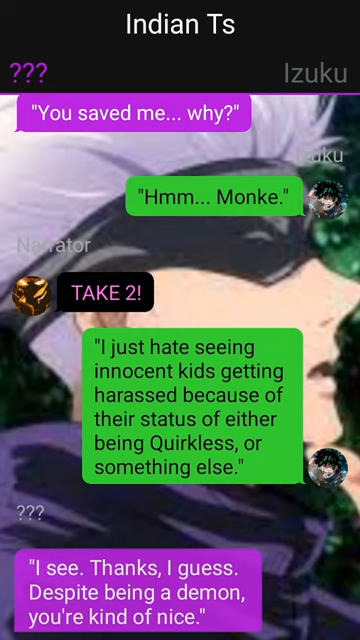 Indian Ts
???
Izuku
"You saved me... why?"
Izuku
"Hmm... Monke."
Narrator
TAKE 2!
"I just hate seeing
innocent kids getting
harassed because of
their status of either
being Quirkless, or
something else."
???
"I see. Thanks, I guess.
Despite being a demon,
you're kind of nice."